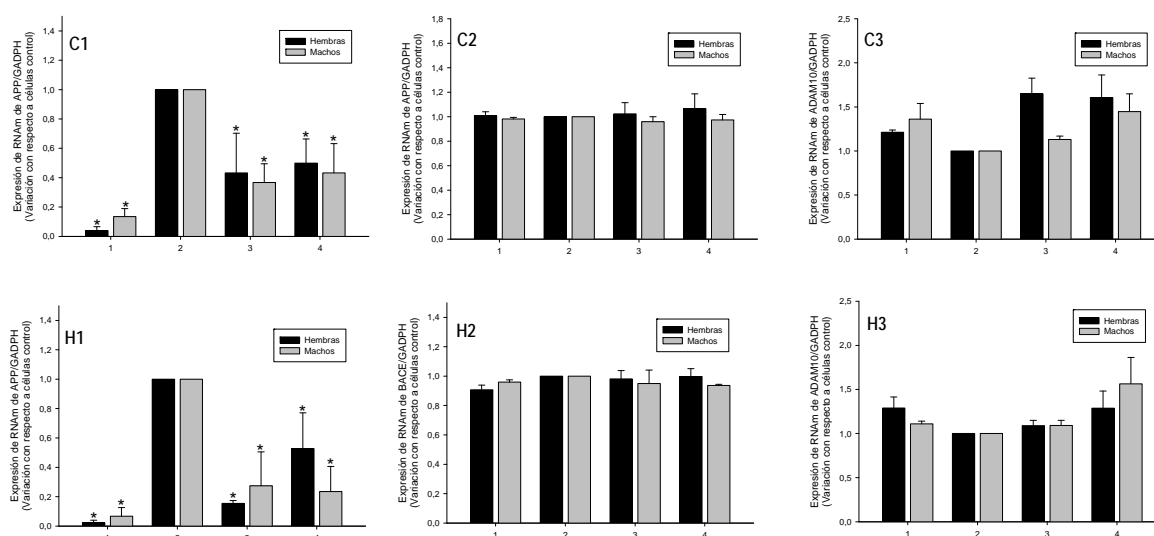 C1
Expresión de RNAm de APP/GADPH
(Variación con respecto a células control)
1,4
1,2
1,0
0,8
0,6
0,4
0,2
0,0
Hembras
Machos
* * * * * *
1 2 3 4
C2
Expresión de RNAm de APP/GADPH
(Variación con respecto a células control)
1,8
1,6
1,4
1,2
1,0
0,8
0,6
0,4
0,2
0,0
Hembras
Machos
1 2 3 4
C3
Expresión de RNAm de ADAM10/GADPH
(Variación con respecto a células control)
2,5
2,0
1,5
1,0
0,5
0,0
Hembras
Machos
1 2 3 4
H1
Expresión de RNAm de APP/GADPH
(Variación con respecto a células control)
1,4
1,2
1,0
0,8
0,6
0,4
0,2
0,0
Hembras
Machos
* * * * * *
H2
Expresión de RNAm de BACE/GADPH
(Variación con respecto a células control)
1,4
1,2
1,0
0,8
0,6
0,4
0,2
0,0
Hembras
Machos
1 2 3 4
H3
Expresión de RNAm de ADAM10/GADPH
(Variación con respecto a células control)
2,5
2,0
1,5
1,0
0,5
0,0
Hembras
Machos
1 2 3 4